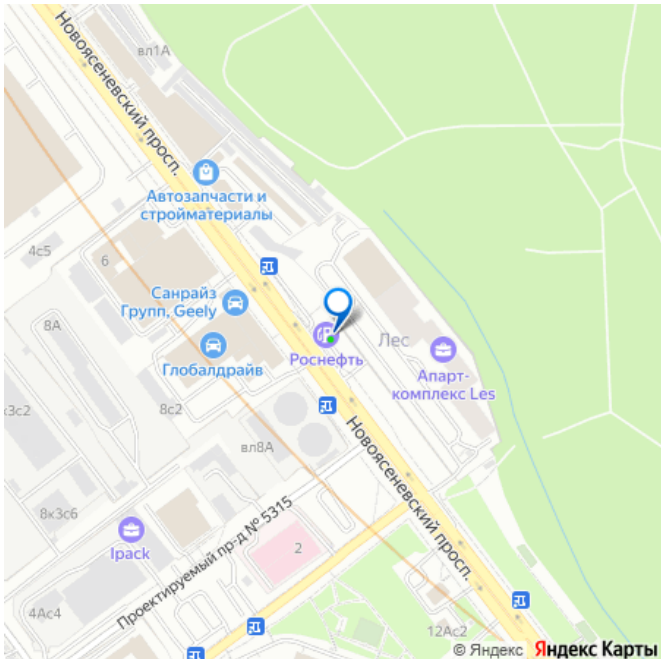 Новоясеневский просп.
вл1А
Автозапчасти и
стройматериалы
4с5
6
Санрайз
Групп, Geely
8А
Глобалдрайв
Роснефть
Лес
Апарт-
комплекс Les
8с2
к3с2
вл8А
Новоясеневский просп.
8к3с6
Ipack
Проектируемый пр-д № 5315
2
4Ас4
12Ас2
© Яндекс Яндекс Карты